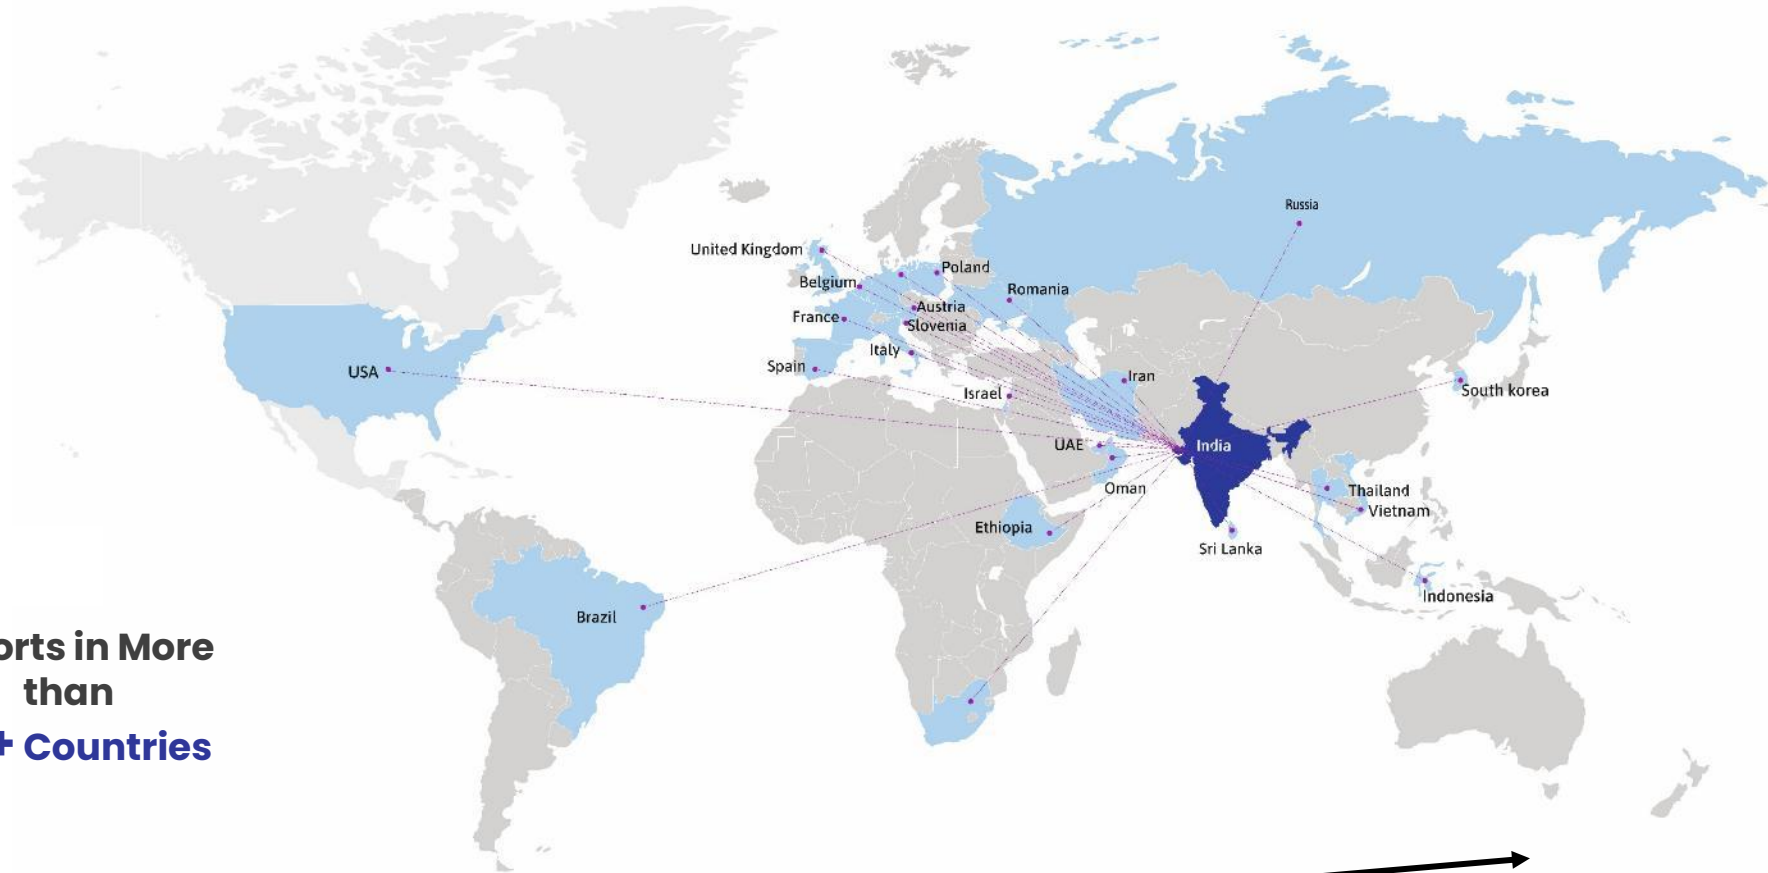 Russia
United Kingdom
Poland
Belgium
Romania
Austria
France
Slovenia
Italy
Spain
USA
Iran
Israel
South korea
UAE
India
Oman
Thailand
Vietnam
Ethiopia
Sri Lanka
Indonesia
Brazil
orts in More
than
+ Countries